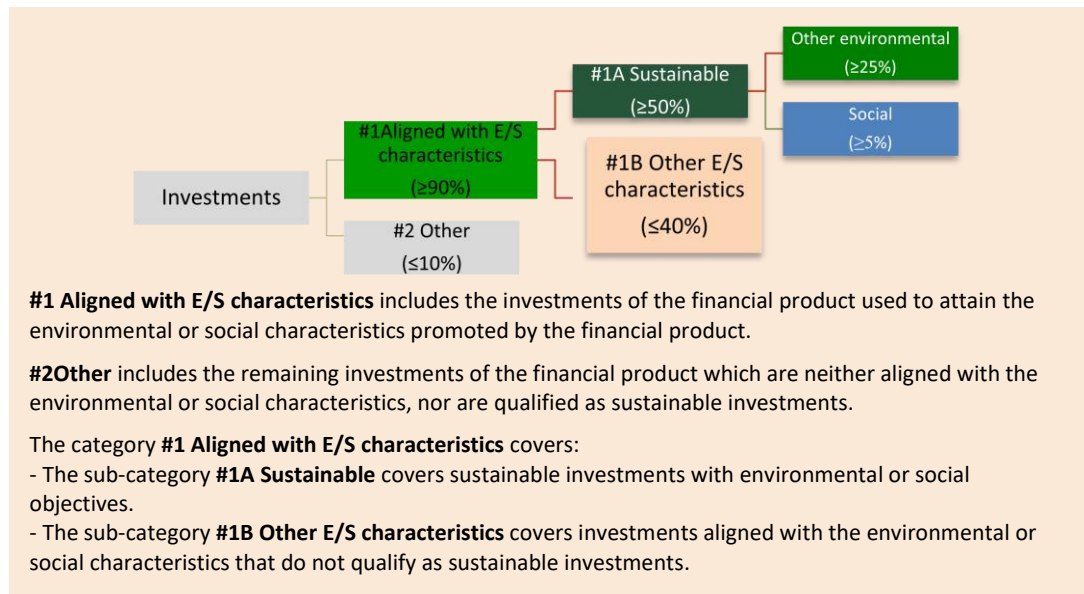 Other environmental
(≥25%)
#1A Sustainable
(≥50%)
Social
(≥5%)
#1Aligned with E/S
characteristics
(≥90%)
#1B Other E/S
characteristics
(≤40%)
Investments
#2 Other
(≤10%)
#1 Aligned with E/S characteristics includes the investments of the financial product used to attain the
environmental or social characteristics promoted by the financial product.
#2Other includes the remaining investments of the financial product which are neither aligned with the
environmental or social characteristics, nor are qualified as sustainable investments.
The category #1 Aligned with E/S characteristics covers:
- The sub-category #1A Sustainable covers sustainable investments with environmental or social
objectives.
- The sub-category #1B Other E/S characteristics covers investments aligned with the environmental or
social characteristics that do not qualify as sustainable investments.